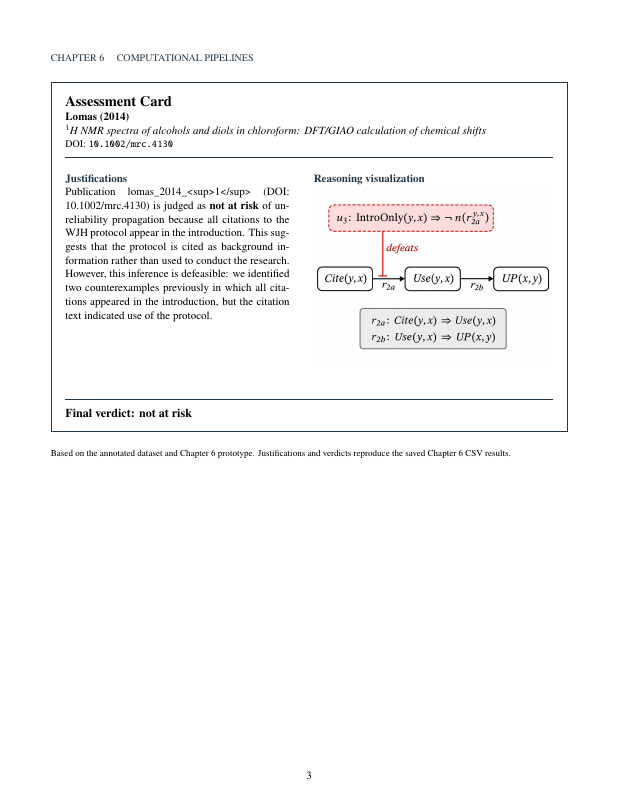 CHAPTER 6 COMPUTATIONAL PIPELINES
Assessment Card
Lomas (2014)
¹H NMR spectra of alcohols and diols in chloroform: DFT/GIAO calculation of chemical shifts
DOI: 10.1002/mrc.4130
Justifications
Publication lomas_2014_<sup>1</sup> (DOI:
10.1002/mrc.4130) is judged as not at risk of un-
reliability propagation because all citations to the
WJH protocol appear in the introduction. This sug-
gests that the protocol is cited as background in-
formation rather than used to conduct the research.
However, this inference is defeasible: we identified
two counterexamples previously in which all cita-
tions appeared in the introduction, but the citation
text indicated use of the protocol.
Reasoning visualization
u₃: IntroOnly(y, x) ⇒ ¬ n(r₂ₐ^{y,x})
defeats
Cite(y, x) r₂ₐ Use(y, x) r_{2b} UP(x, y)
r₂ₐ: Cite(y, x) ⇒ Use(y, x)
r_{2b}: Use(y, x) ⇒ UP(x, y)
Final verdict: not at risk
Based on the annotated dataset and Chapter 6 prototype. Justifications and verdicts reproduce the saved Chapter 6 CSV results.
3